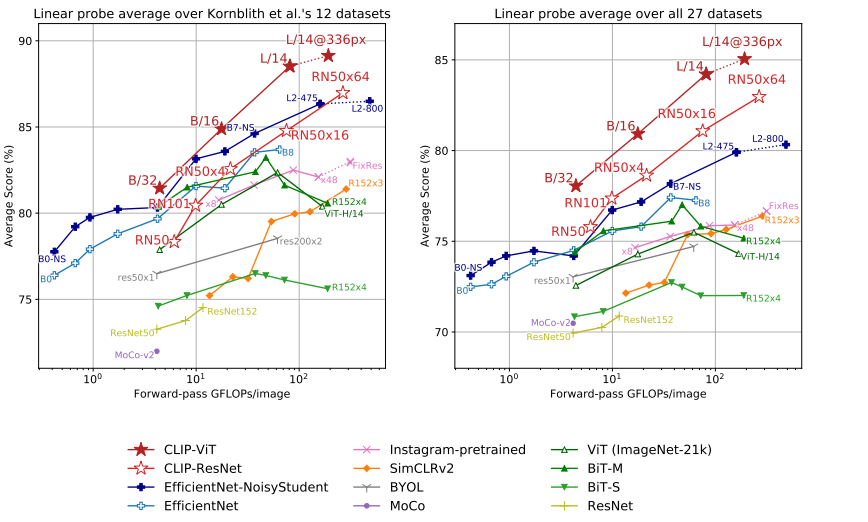 Linear probe average over Kornblith et al.'s 12 datasets
90
85
80
75
Average Score (%)
10^0
10^1
10^2
Forward-pass GFLOPs/image
L/14@336px
L/14
RN50x64
L2-475
L2-800
B/16
B7-NS
RN50x16
B8
B/32
RN50x4
FixRes
x48
R152x3
RN101
x8
R152x4
ViT-H/14
RN50
res200x2
B0-NS
B0
res50x1
R152x4
ResNet152
ResNet50
MoCo-v2
Linear probe average over all 27 datasets
85
80
75
70
Average Score (%)
10^0
10^1
10^2
Forward-pass GFLOPs/image
L/14@336px
L/14
RN50x64
RN50x16
B/16
L2-475
L2-800
B/32
RN50x4
B7-NS
RN101
B8
FixRes
R152x3
x48
RN50
R152x4
x8
ViT-H/14
B0-NS
res50x1
B0
R152x4
MoCo-v2
ResNet152
ResNet50
CLIP-ViT
CLIP-ResNet
EfficientNet-NoisyStudent
EfficientNet
Instagram-pretrained
SimCLRv2
BYOL
MoCo
ViT (ImageNet-21k)
BiT-M
BiT-S
ResNet